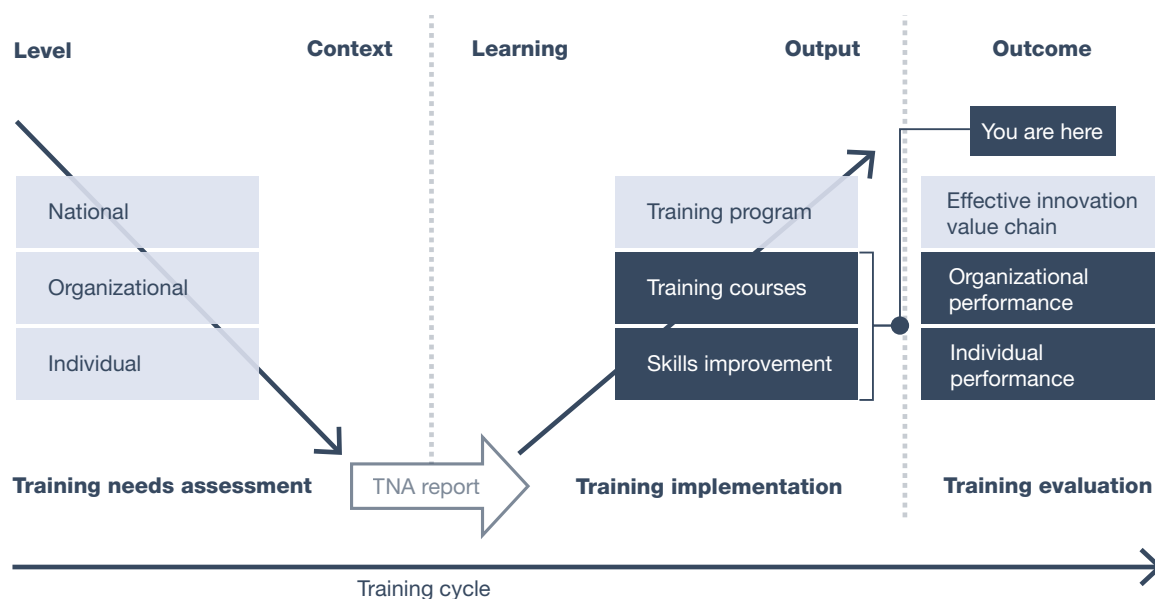 Level
Context
Learning
Output
Outcome
You are here
National
Organizational
Individual
Training program
Training courses
Skills improvement
Effective innovation
value chain
Organizational
performance
Individual
performance
Training needs assessment
TNA report
Training implementation
Training evaluation
Training cycle